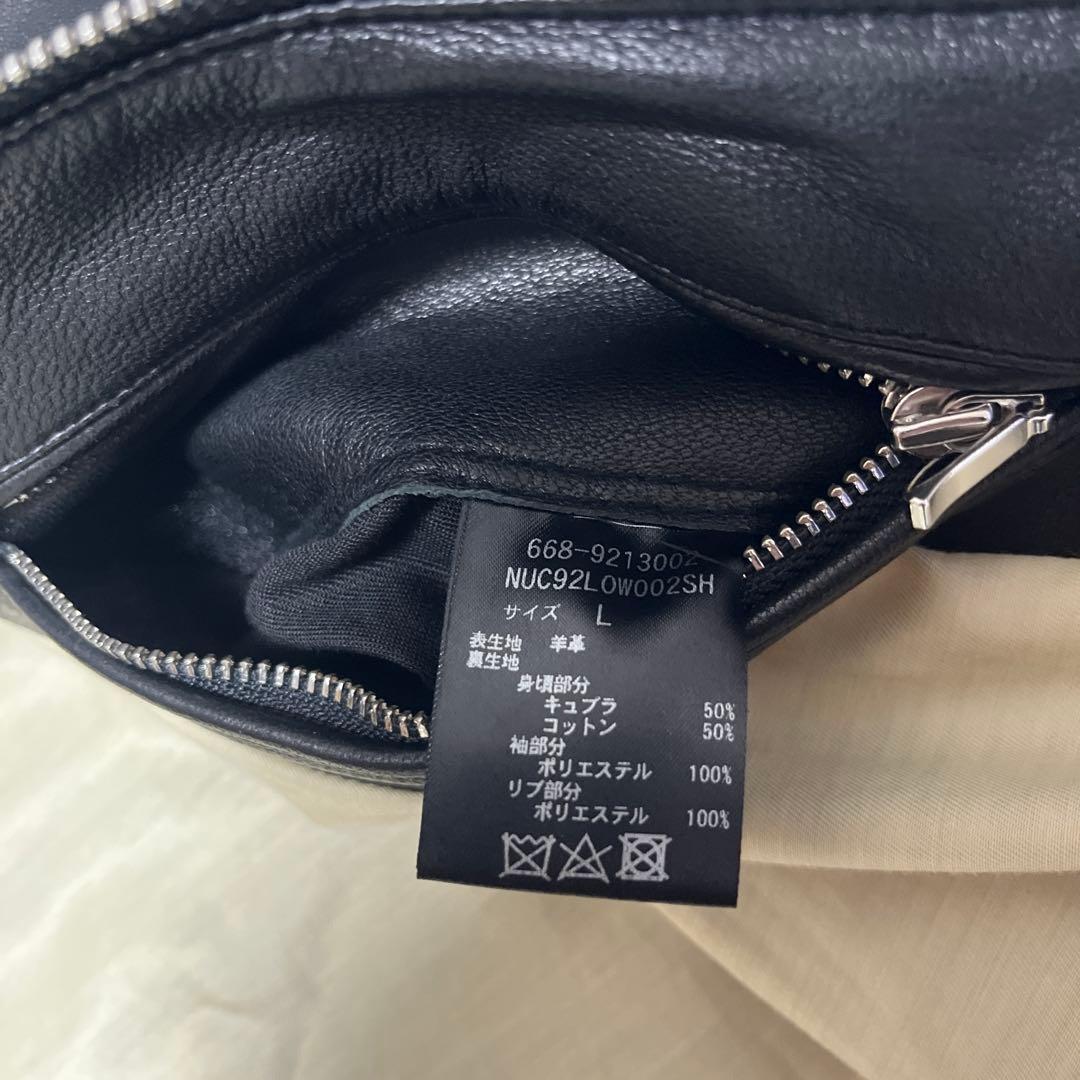 668-9213002
NUC92LOW002SH
サイズ L
表生地 羊革
裏生地
身頃部分
キュプラ 50%
コットン 50%
袖部分
ポリエステル 100%
リブ部分
ポリエステル 100%